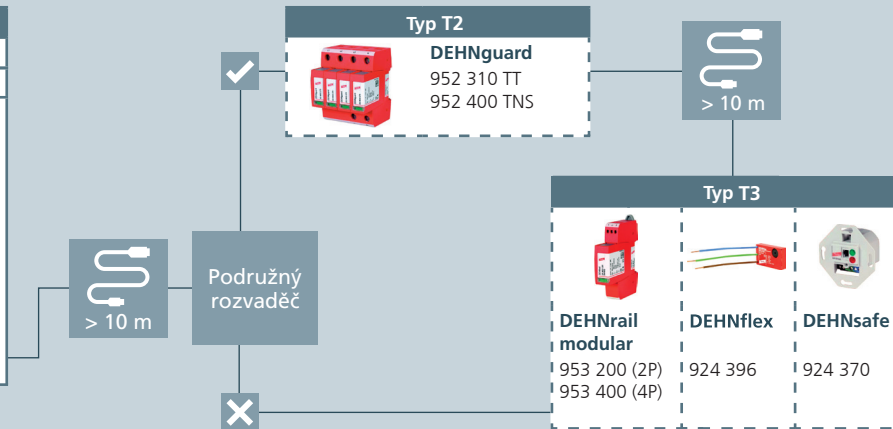 Typ T2
DEHNguard
952 310 TT
952 400 TNS
> 10 m
> 10 m
Podružný
rozvaděč
Typ T3
DEHNrail
modular
953 200 (2P)
953 400 (4P)
DEHNflex
924 396
DEHNsafe
924 370